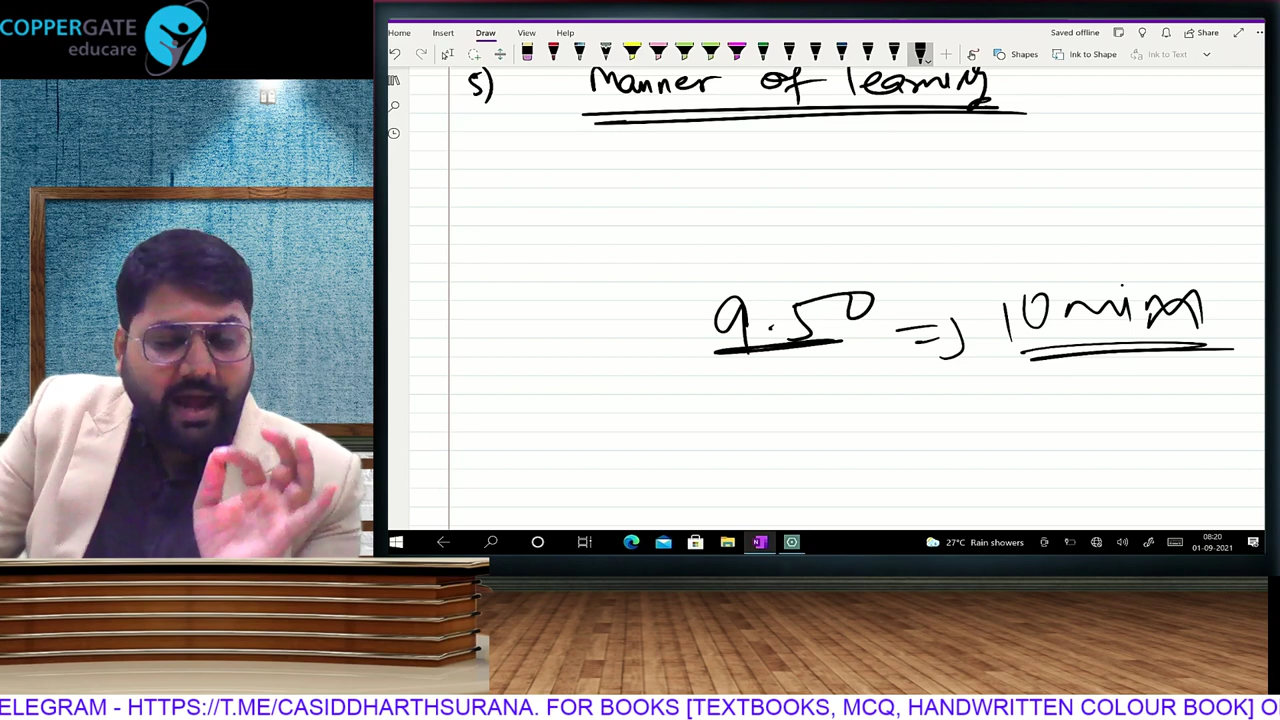 COPPERGATE
educare
Home Insert Draw View Help
Saved offline
Share
Shapes
Ink to Shape
Ink to Text
5) Manner of learning
9.50 => 10 mins
27°C Rain showers
08:20
01-09-2021
ELEGRAM - HTTPS://T.ME/CASIDDHARTHSURANA. FOR BOOKS [TEXTBOOKS, MCQ, HANDWRITTEN COLOUR BOOK] O